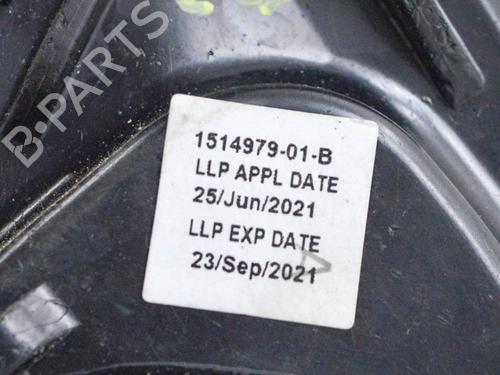 B-PARTS
1514979-01-B
LLP APPL DATE
25/Jun/2021
LLP EXP DATE
23/Sep/2021